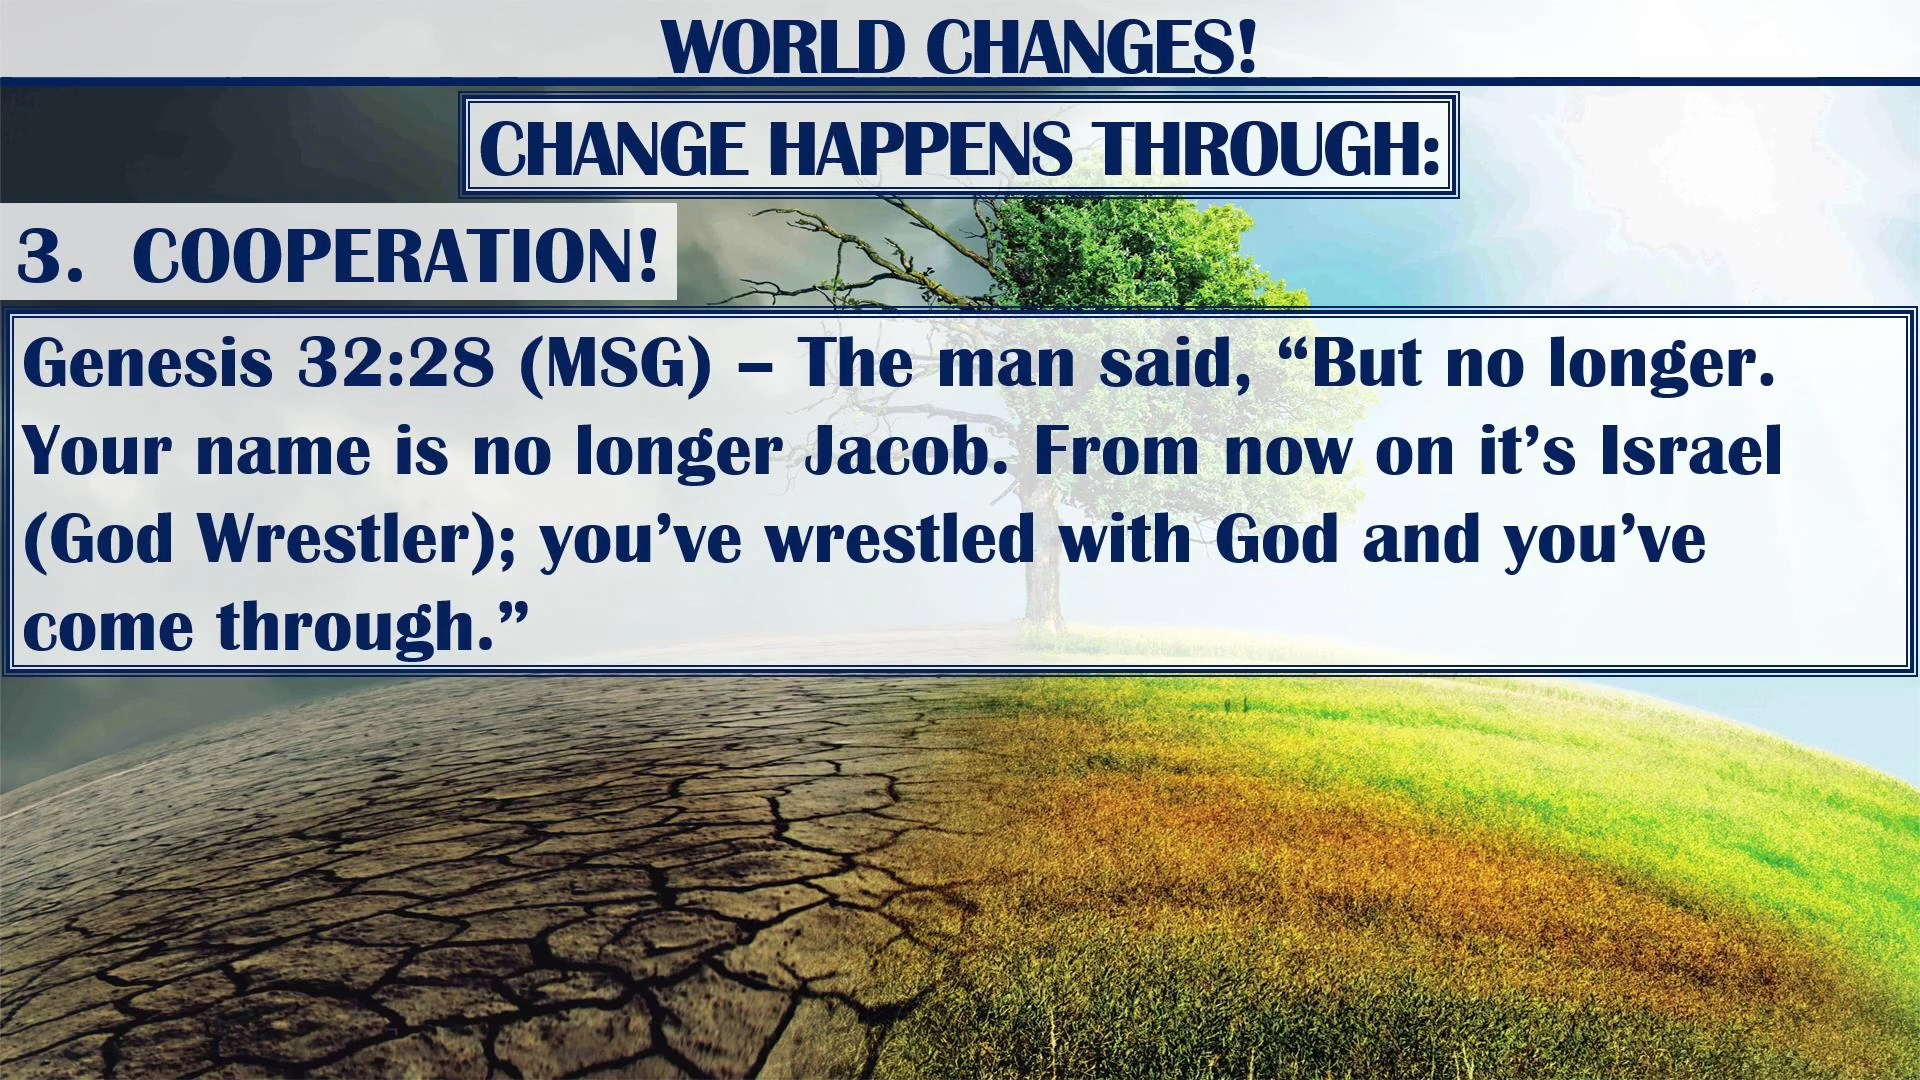 WORLD CHANGES!
CHANGE HAPPENS THROUGH:
3. COOPERATION!
Genesis 32:28 (MSG) – The man said, “But no longer.
Your name is no longer Jacob. From now on it’s Israel
(God Wrestler); you’ve wrestled with God and you’ve
come through.”